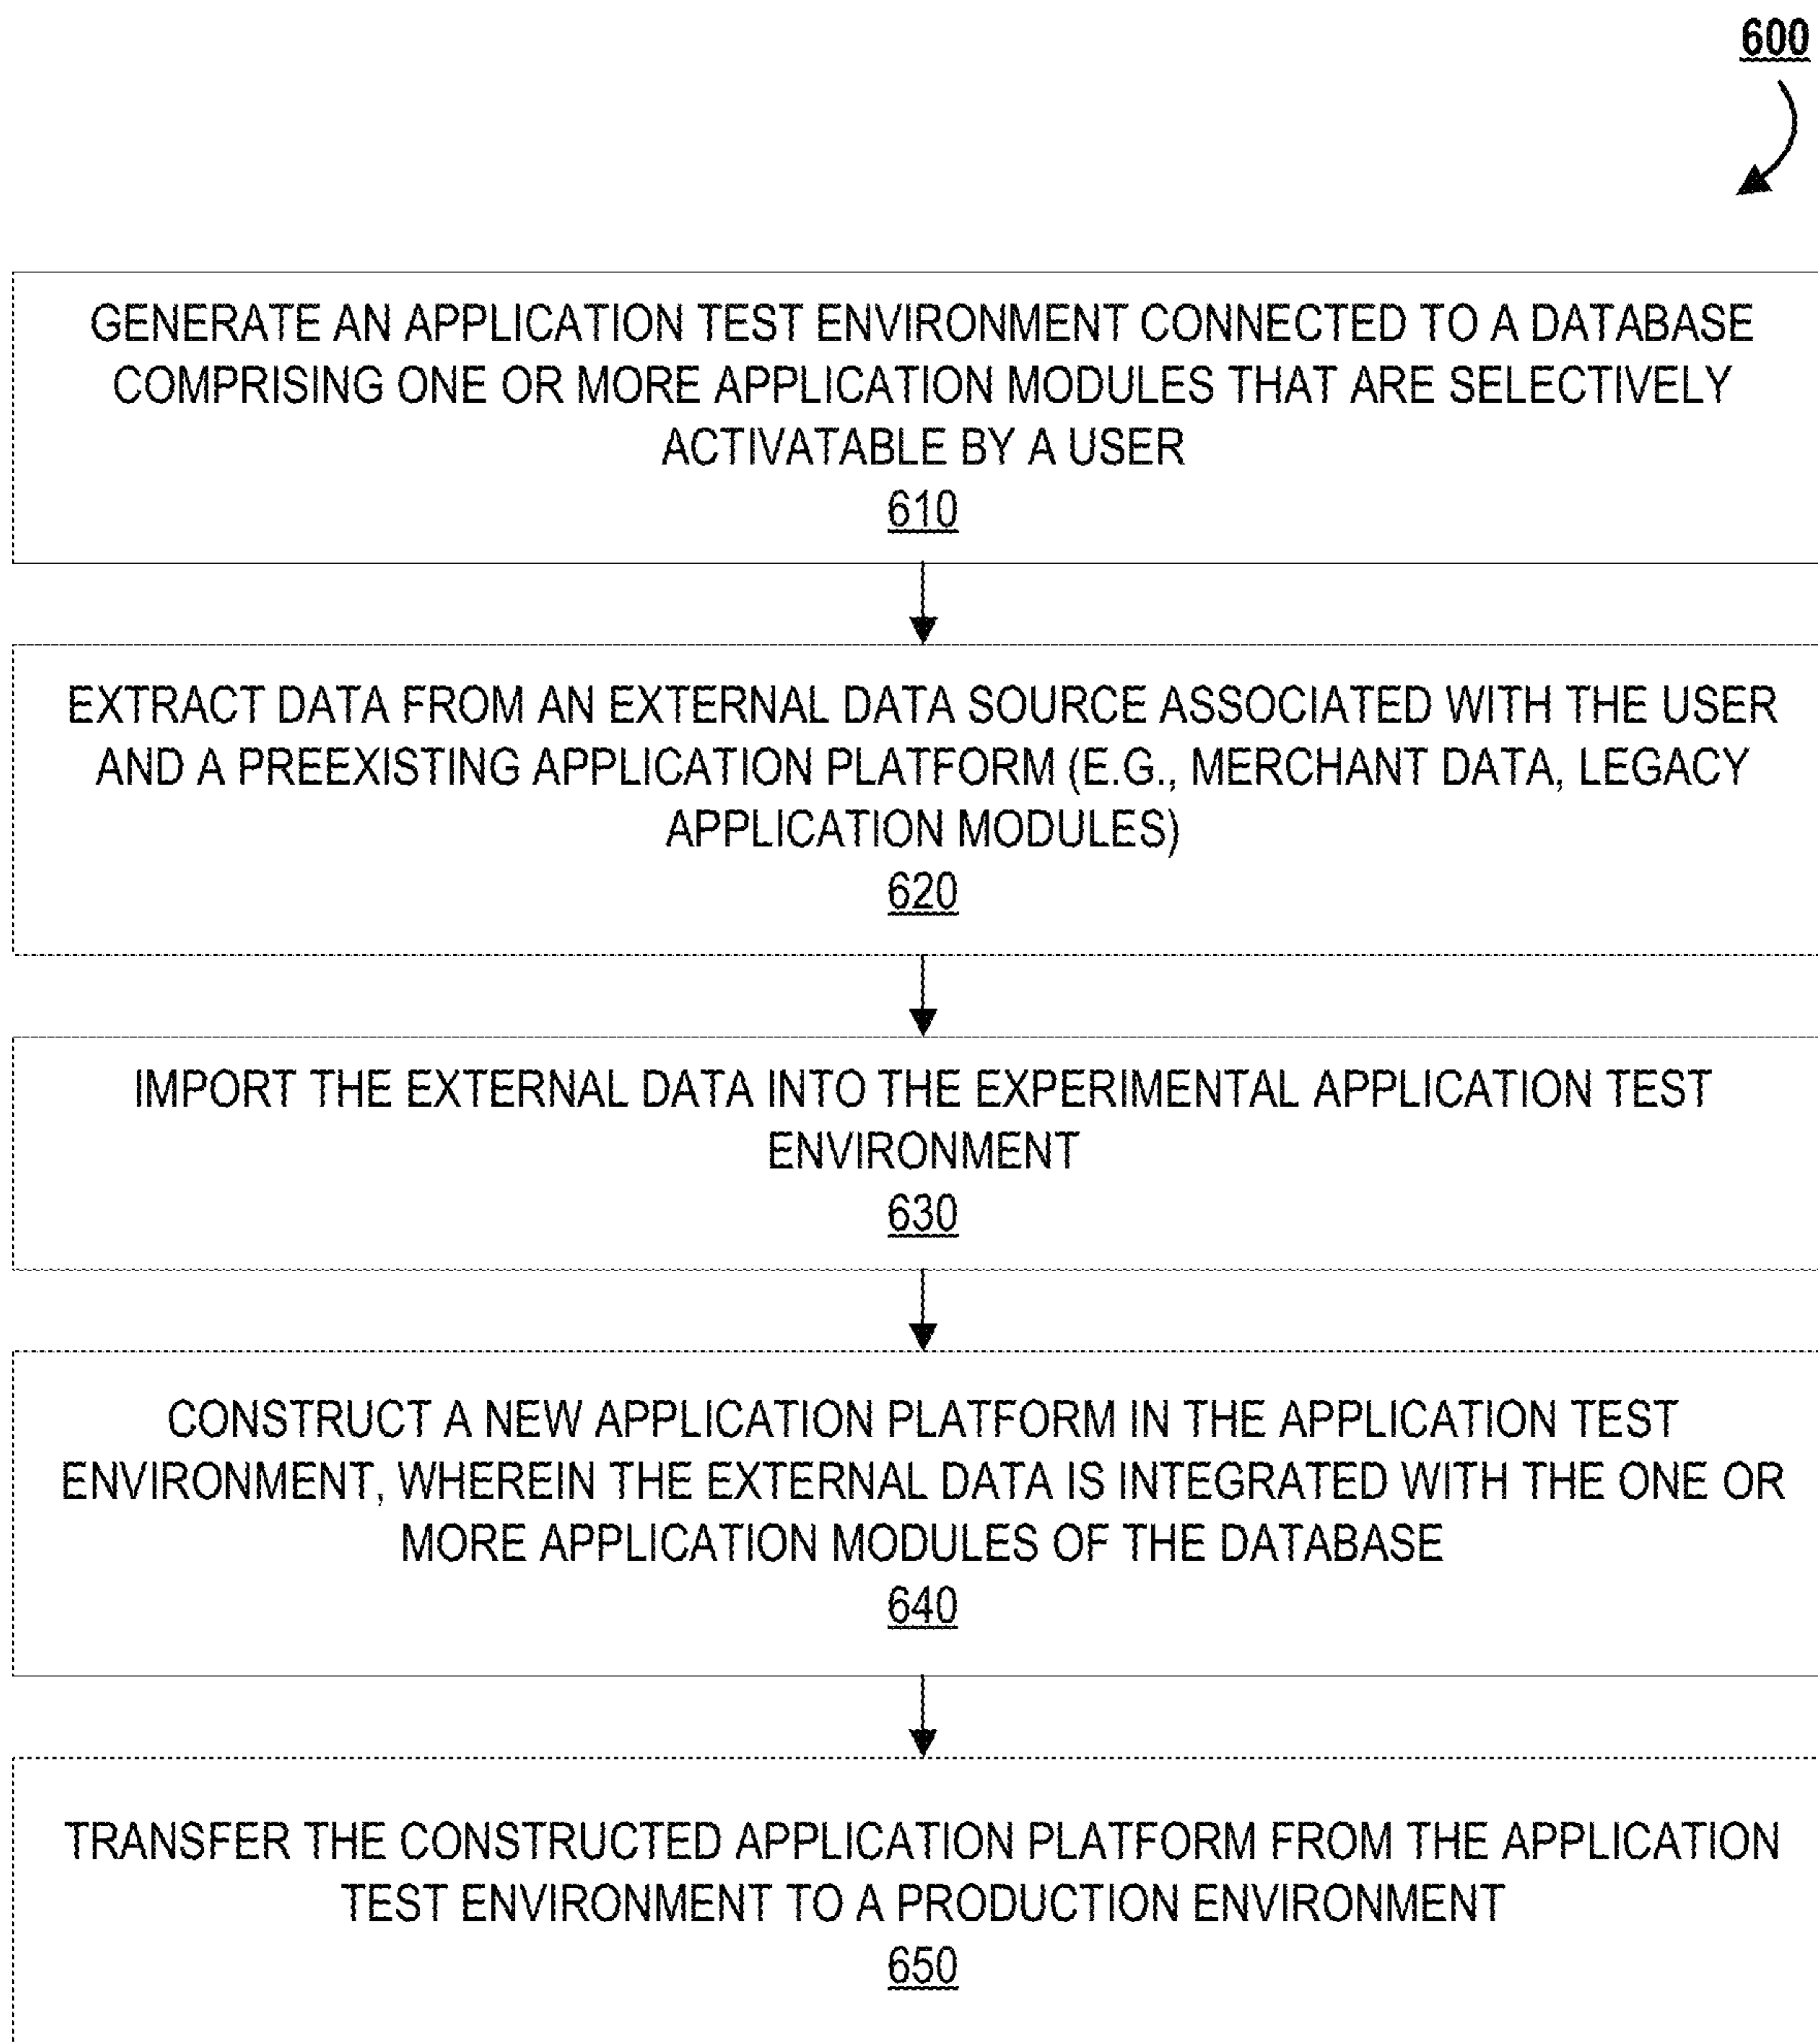 600
GENERATE AN APPLICATION TEST ENVIRONMENT CONNECTED TO A DATABASE
COMPRISING ONE OR MORE APPLICATION MODULES THAT ARE SELECTIVELY
ACTIVATABLE BY A USER
610
EXTRACT DATA FROM AN EXTERNAL DATA SOURCE ASSOCIATED WITH THE USER
AND A PREEXISTING APPLICATION PLATFORM (E.G., MERCHANT DATA, LEGACY
APPLICATION MODULES)
620
IMPORT THE EXTERNAL DATA INTO THE EXPERIMENTAL APPLICATION TEST
ENVIRONMENT
630
CONSTRUCT A NEW APPLICATION PLATFORM IN THE APPLICATION TEST
ENVIRONMENT, WHEREIN THE EXTERNAL DATA IS INTEGRATED WITH THE ONE OR
MORE APPLICATION MODULES OF THE DATABASE
640
TRANSFER THE CONSTRUCTED APPLICATION PLATFORM FROM THE APPLICATION
TEST ENVIRONMENT TO A PRODUCTION ENVIRONMENT
650